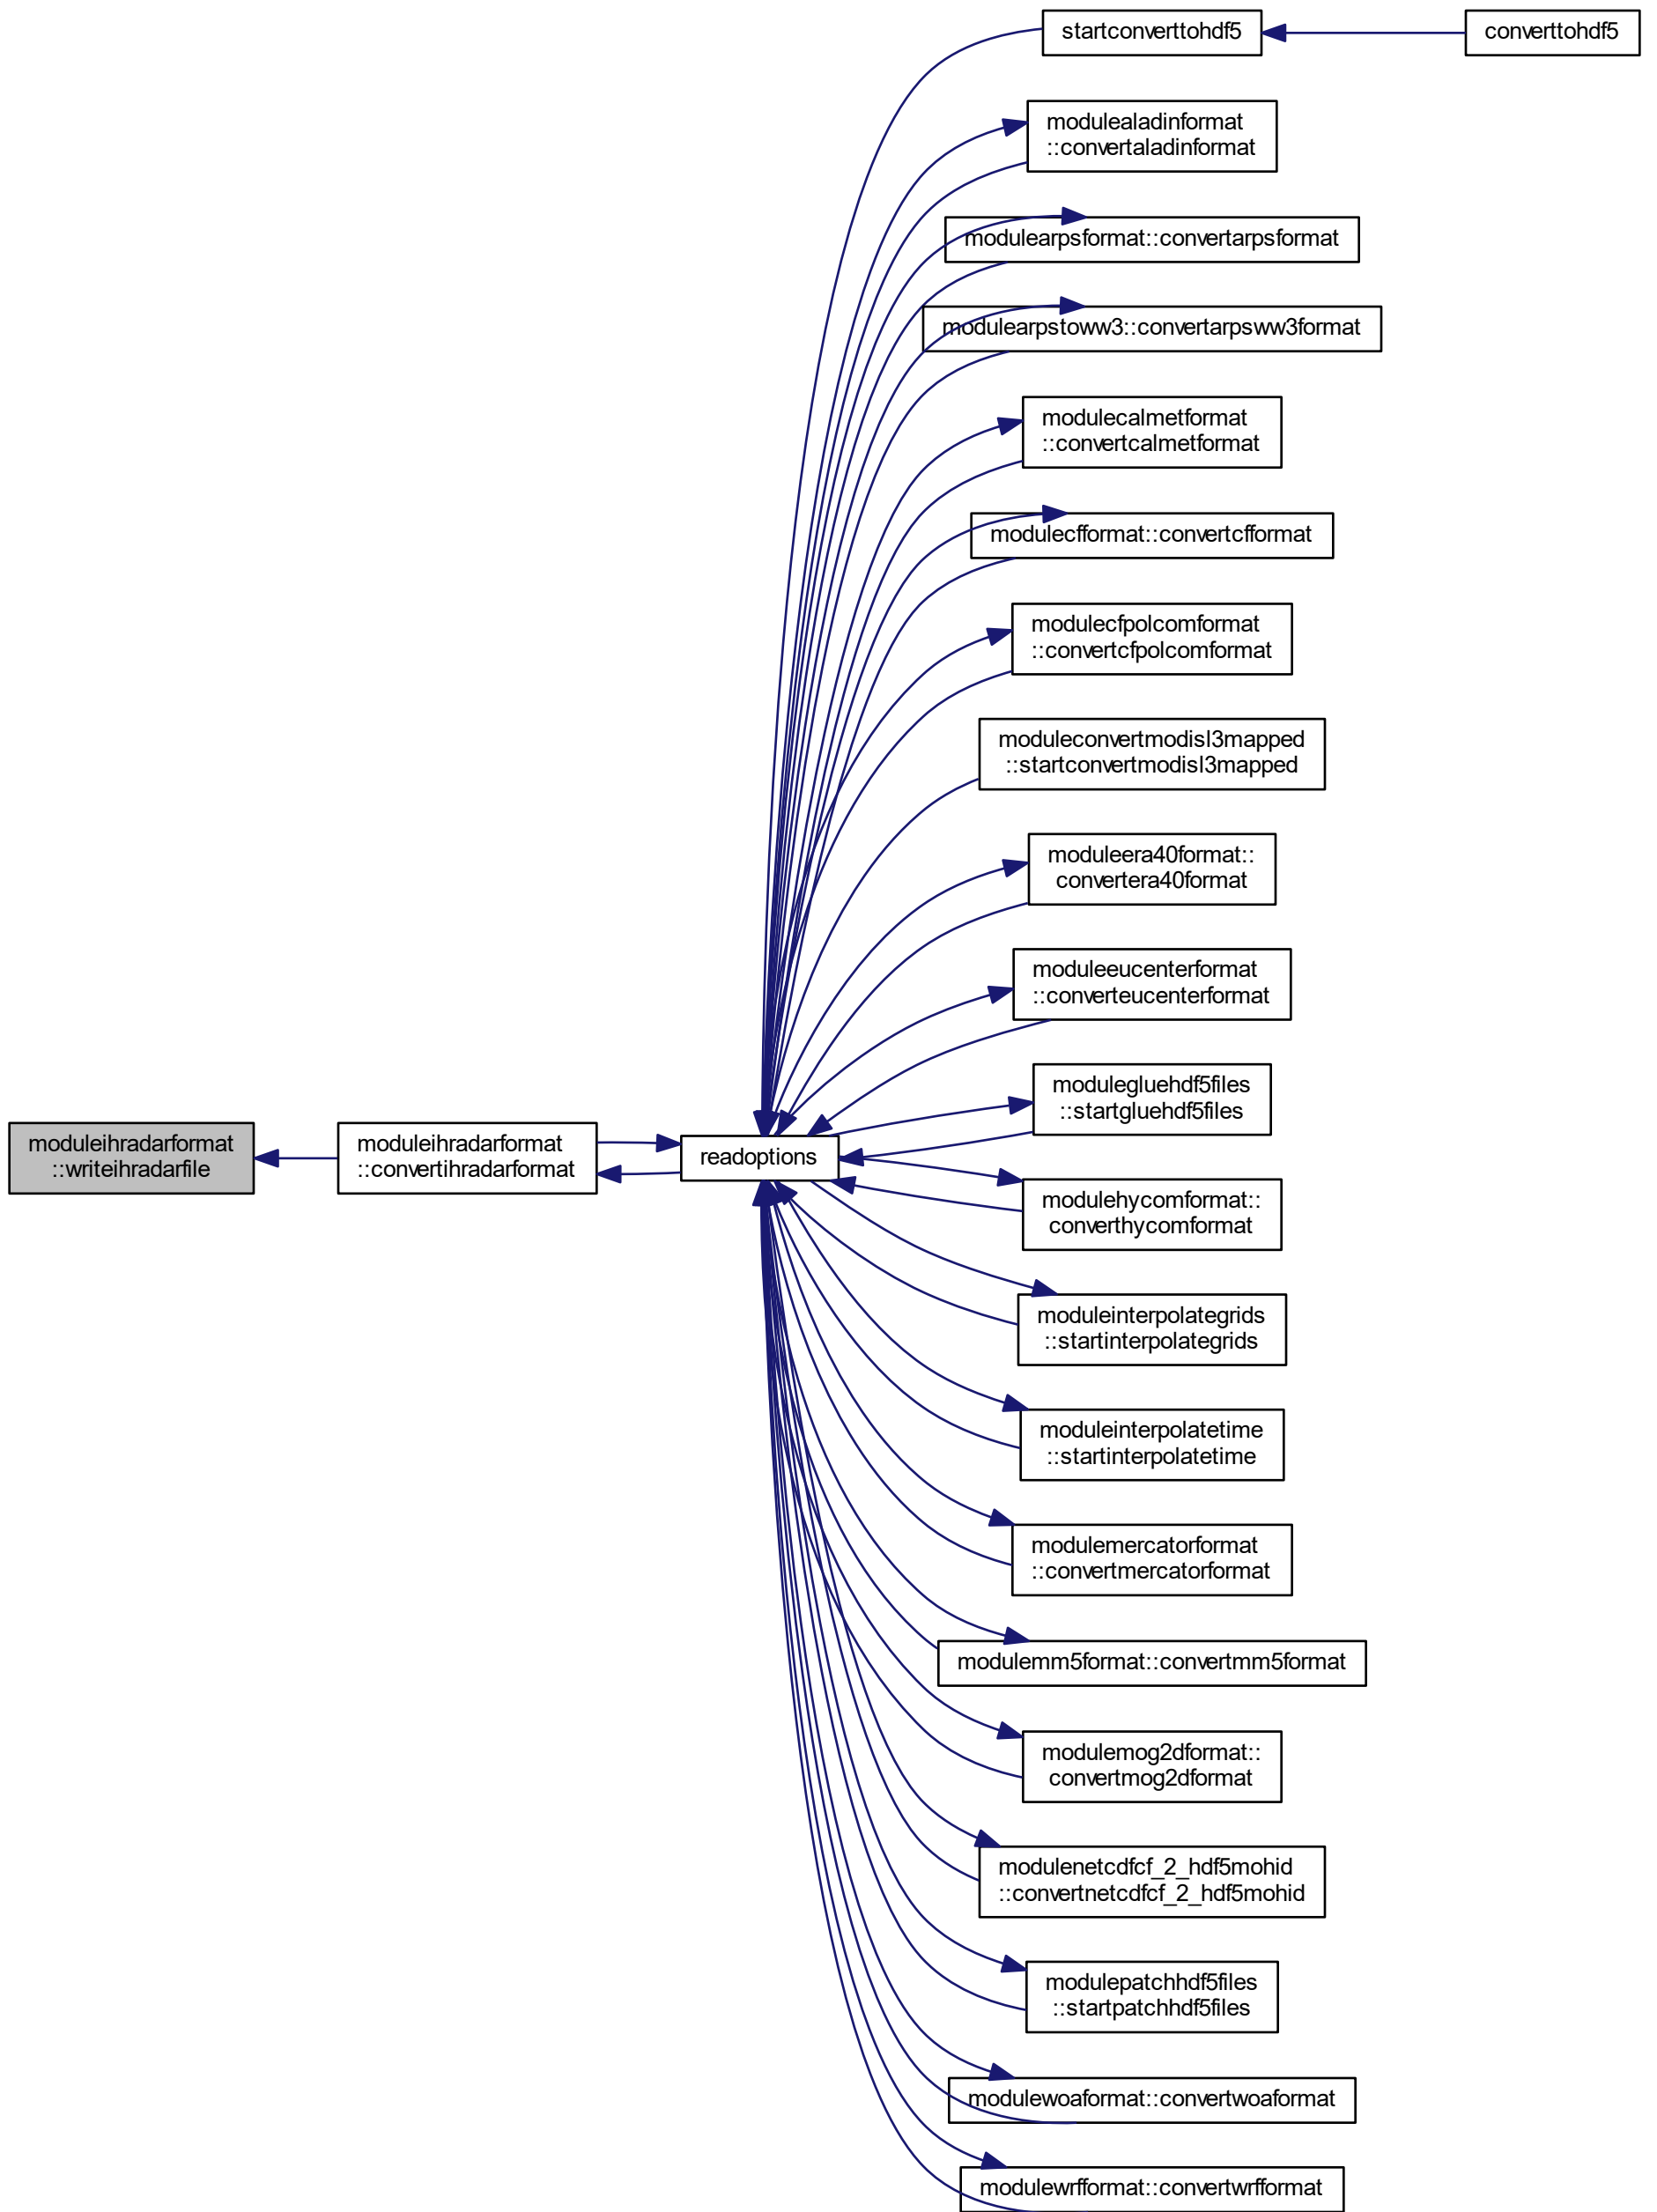 startconverttohdf5
converttohdf5
modulealadinformat
::convertaladinformat
modulearpsformat::convertarpsformat
modulearpstoww3::convertarpsww3format
modulecalmetformat
::convertcalmetformat
modulecfformat::convertcfformat
modulecfpolcomformat
::convertcfpolcomformat
moduleconvertmodisl3mapped
::startconvertmodisl3mapped
moduleera40format::
convertera40format
moduleeucenterformat
::converteucenterformat
modulegluehdf5files
::startgluehdf5files
moduleihradarformat
::writeihradarfile
moduleihradarformat
::convertihradarformat
readoptions
modulehycomformat::
converthycomformat
moduleinterpolategrids
::startinterpolategrids
moduleinterpolatetime
::startinterpolatetime
modulemercatorformat
::convertmercatorformat
modulemm5format::convertmm5format
modulemog2dformat::
convertmog2dformat
modulenetcdfcf_2_hdf5mohid
::convertnetcdfcf_2_hdf5mohid
modulepatchhdf5files
::startpatchhdf5files
modulewoaformat::convertwoaformat
modulewrfformat::convertwrfformat